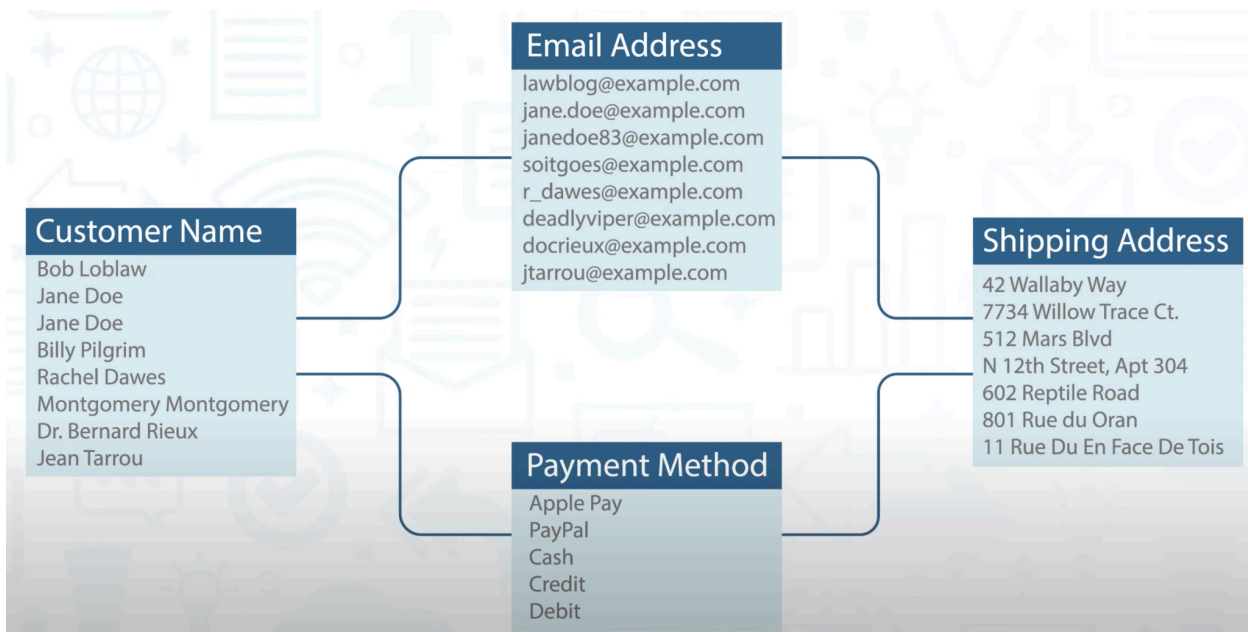 Customer Name
Bob Loblaw
Jane Doe
Jane Doe
Billy Pilgrim
Rachel Dawes
Montgomery Montgomery
Dr. Bernard Rieux
Jean Tarrou
Email Address
lawblog@example.com
jane.doe@example.com
janedoe83@example.com
soitgoes@example.com
r_dawes@example.com
deadlyviper@example.com
docrieux@example.com
jtarrou@example.com
Payment Method
Apple Pay
PayPal
Cash
Credit
Debit
Shipping Address
42 Wallaby Way
7734 Willow Trace Ct.
512 Mars Blvd
N 12th Street, Apt 304
602 Reptile Road
801 Rue du Oran
11 Rue Du En Face De Tois